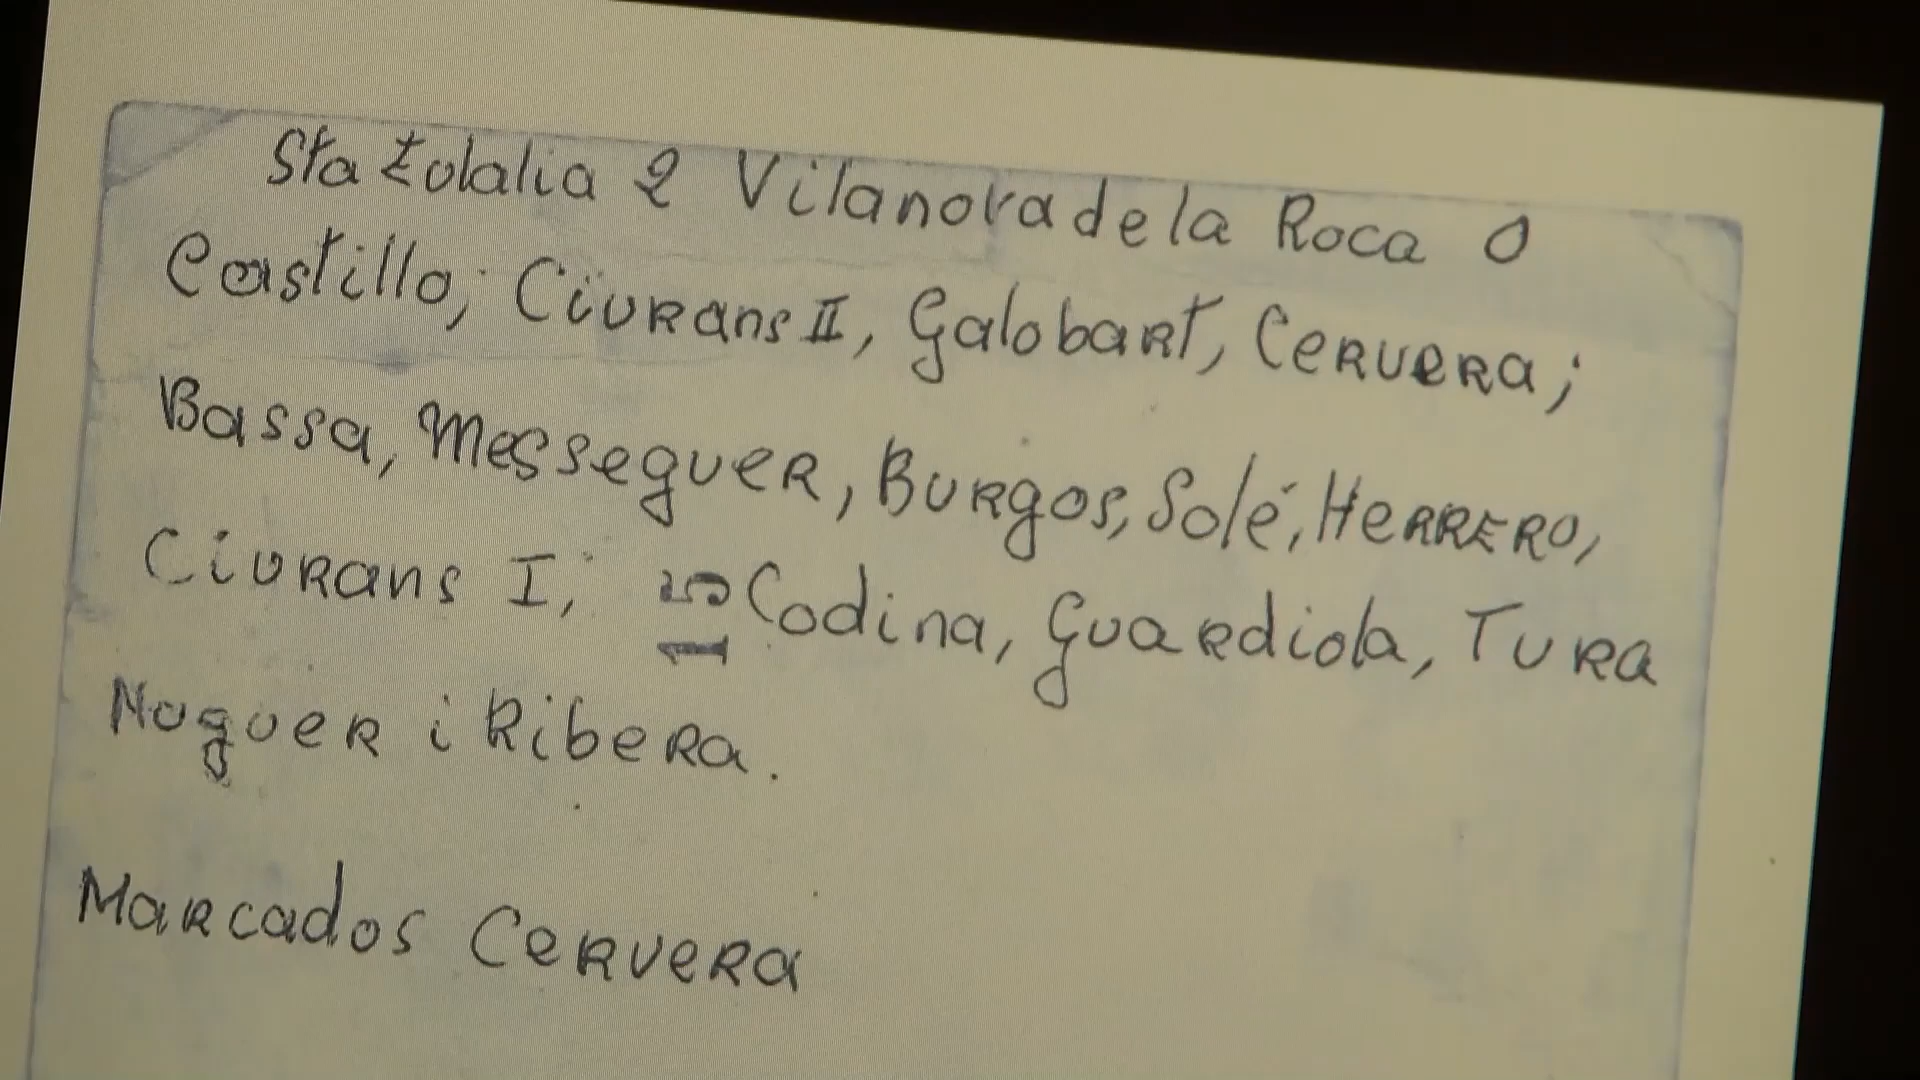 Sta Eulalia 2 Vilanova de la Roca 0
Castillo, Ciurans II, Galobart, Cervera;
Bassa, Messeguer, Burgos, Solé, Herrero,
Ciurans I; 15 Codina, Guardiola, Tura
Noguer i Ribera.
Marcados Cervera